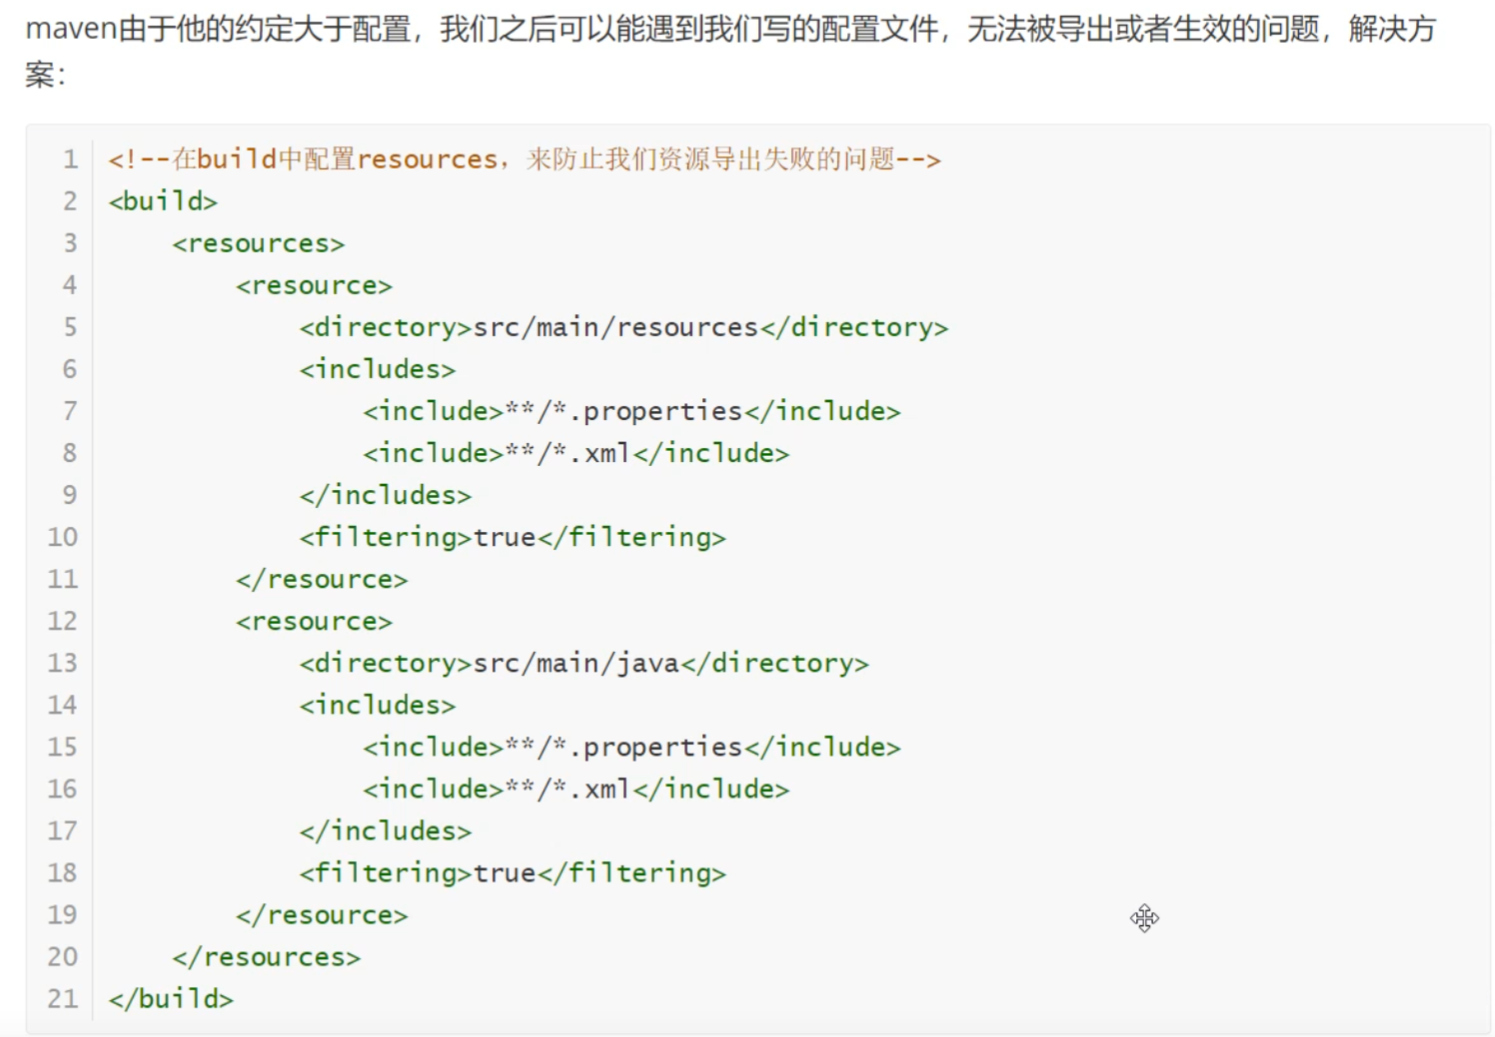 maven由于他的约定大于配置，我们之后可以能遇到我们写的配置文件，无法被导出或者生效的问题，解决方
案：
1 <!--在build中配置resources，来防止我们资源导出失败的问题-->
2 <build>
3     <resources>
4         <resource>
5             <directory>src/main/resources</directory>
6             <includes>
7                 <include>**/*.properties</include>
8                 <include>**/*.xml</include>
9             </includes>
10             <filtering>true</filtering>
11         </resource>
12         <resource>
13             <directory>src/main/java</directory>
14             <includes>
15                 <include>**/*.properties</include>
16                 <include>**/*.xml</include>
17             </includes>
18             <filtering>true</filtering>
19         </resource>
20     </resources>
21 </build>